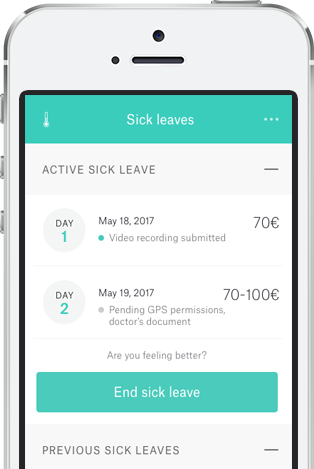 Sick leaves
ACTIVE SICK LEAVE
DAY
1
May 18, 2017
70€
Video recording submitted
DAY
2
May 19, 2017
70-100€
Pending GPS permissions,
doctor's document
Are you feeling better?
End sick leave
PREVIOUS SICK LEAVES